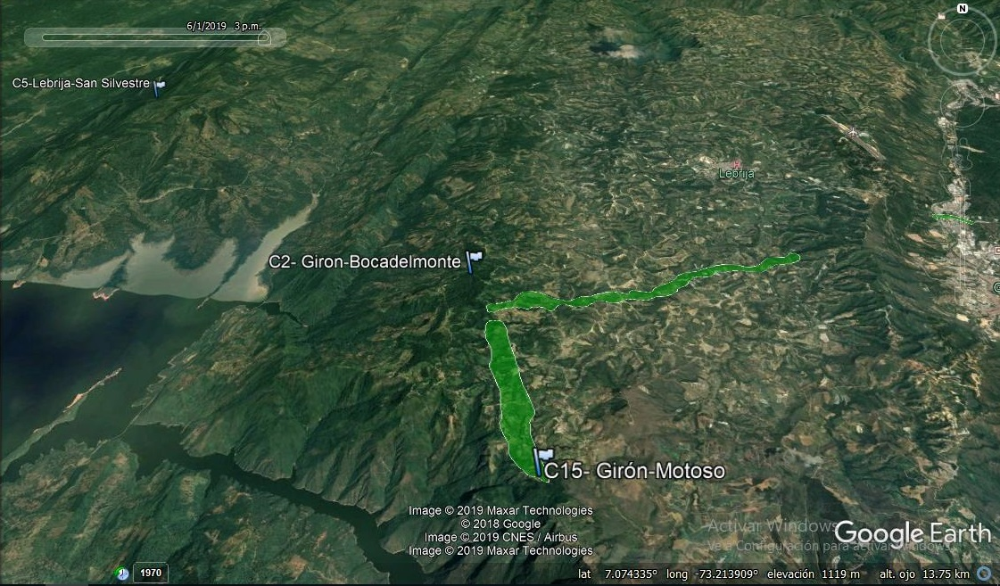 6/1/2019 3 p.m.
N
C5-Lebrija-San Silvestre
Lebrija
C2- Giron-Bocadelmonte
C15- Girón-Motoso
Image © 2019 Maxar Technologies
© 2018 Google
Image © 2019 CNES / Airbus
Image © 2019 Maxar Technologies
Activar Windows
Ve a Configuración para activar Windows.
Google Earth
1970
lat 7.074335° long -73.213909° elevación 1119 m alt. ojo 13.75 km